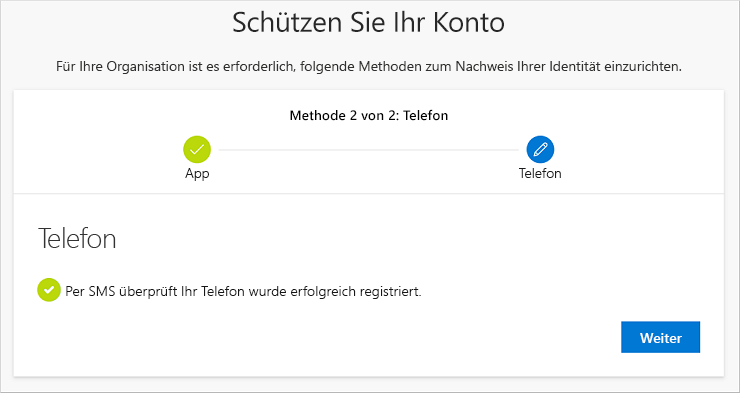 Schützen Sie Ihr Konto
Für Ihre Organisation ist es erforderlich, folgende Methoden zum Nachweis Ihrer Identität einzurichten.
Methode 2 von 2: Telefon
App
Telefon
Telefon
Per SMS überprüft Ihr Telefon wurde erfolgreich registriert.
Weiter